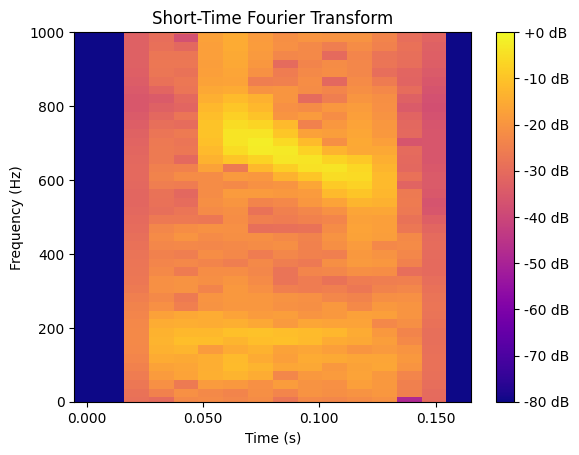 Short-Time Fourier Transform
1000
800
600
400
200
0
Frequency (Hz)
0.000
0.050
0.100
0.150
Time (s)
+0 dB
-10 dB
-20 dB
-30 dB
-40 dB
-50 dB
-60 dB
-70 dB
-80 dB